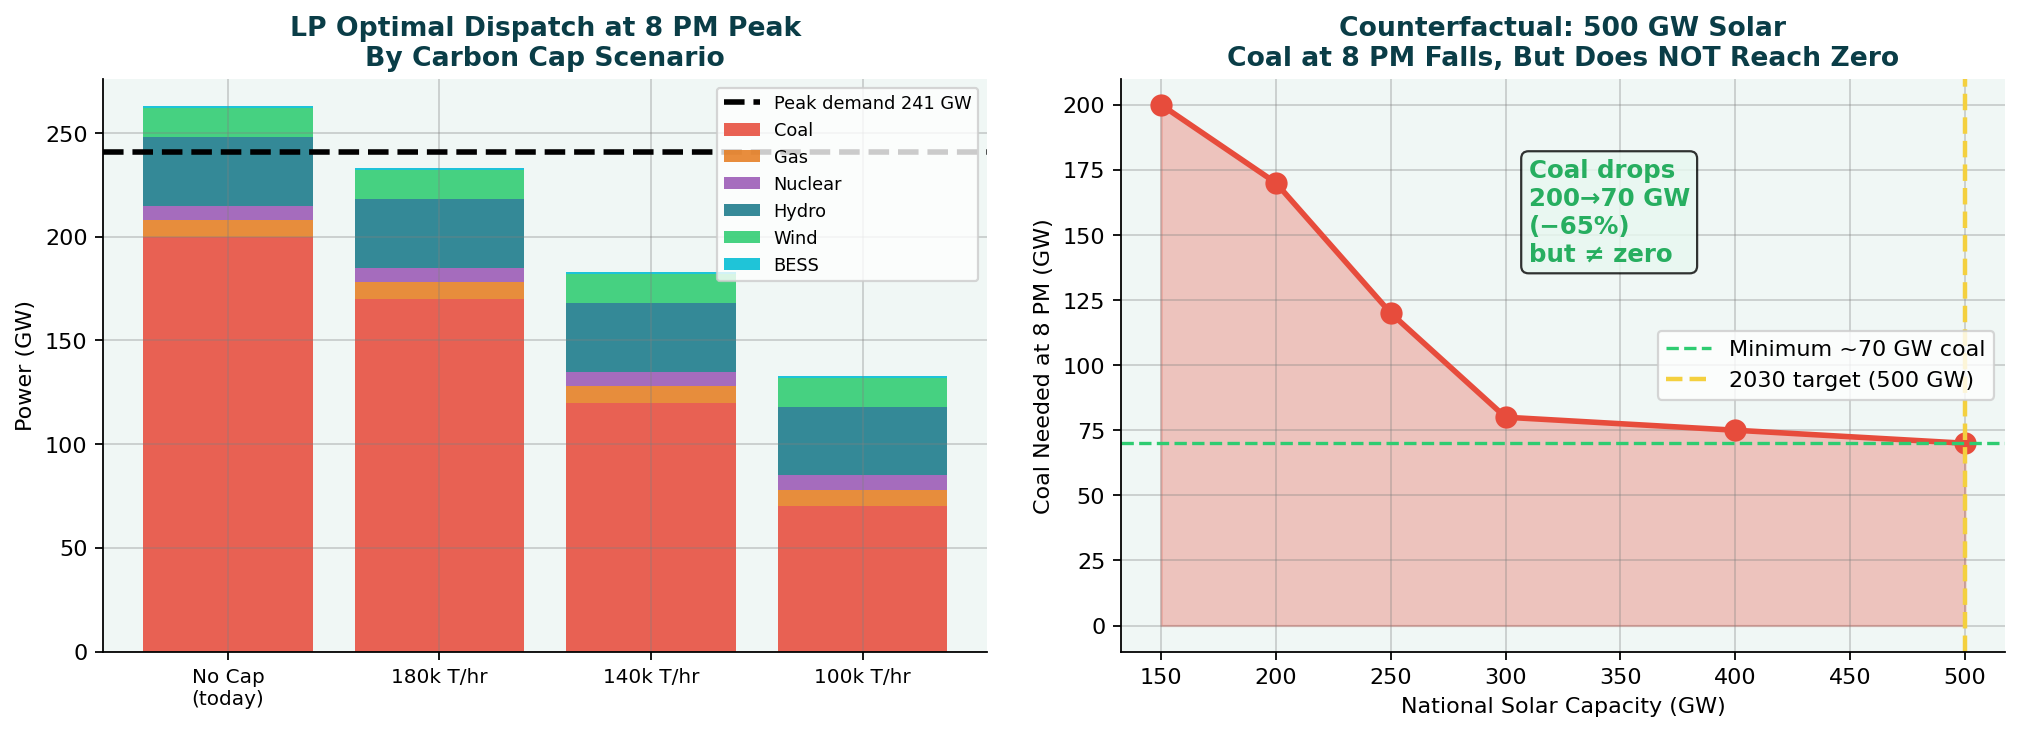 LP Optimal Dispatch at 8 PM Peak
By Carbon Cap Scenario
Power (GW)
250
200
150
100
50
0
Peak demand 241 GW
Coal
Gas
Nuclear
Hydro
Wind
BESS
No Cap
(today)
180k T/hr
140k T/hr
100k T/hr
Counterfactual: 500 GW Solar
Coal at 8 PM Falls, But Does NOT Reach Zero
Coal Needed at 8 PM (GW)
200
175
150
125
100
75
50
25
0
Coal drops
200→70 GW
(−65%)
but ≠ zero
Minimum ~70 GW coal
2030 target (500 GW)
150
200
250
300
350
400
450
500
National Solar Capacity (GW)